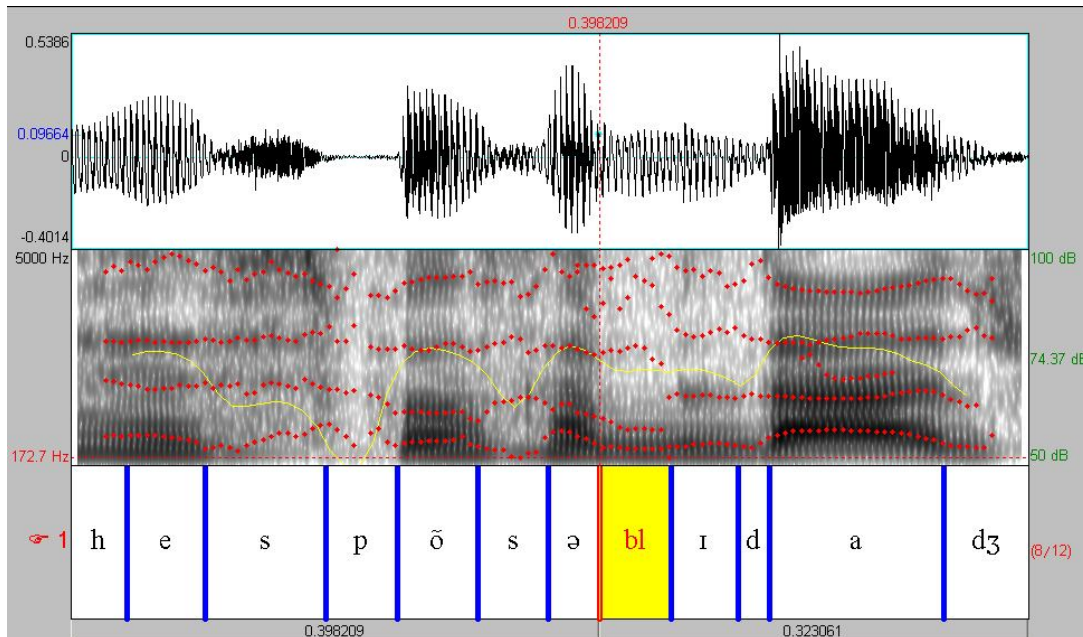 0.398209
0.5386
0.09664
0
-0.4014
5000 Hz
100 dB
74.37 dB
172.7 Hz
50 dB
☞ 1 h e s p õ s ə bl ɪ d a dʒ (8/12)
0.398209 0.323061